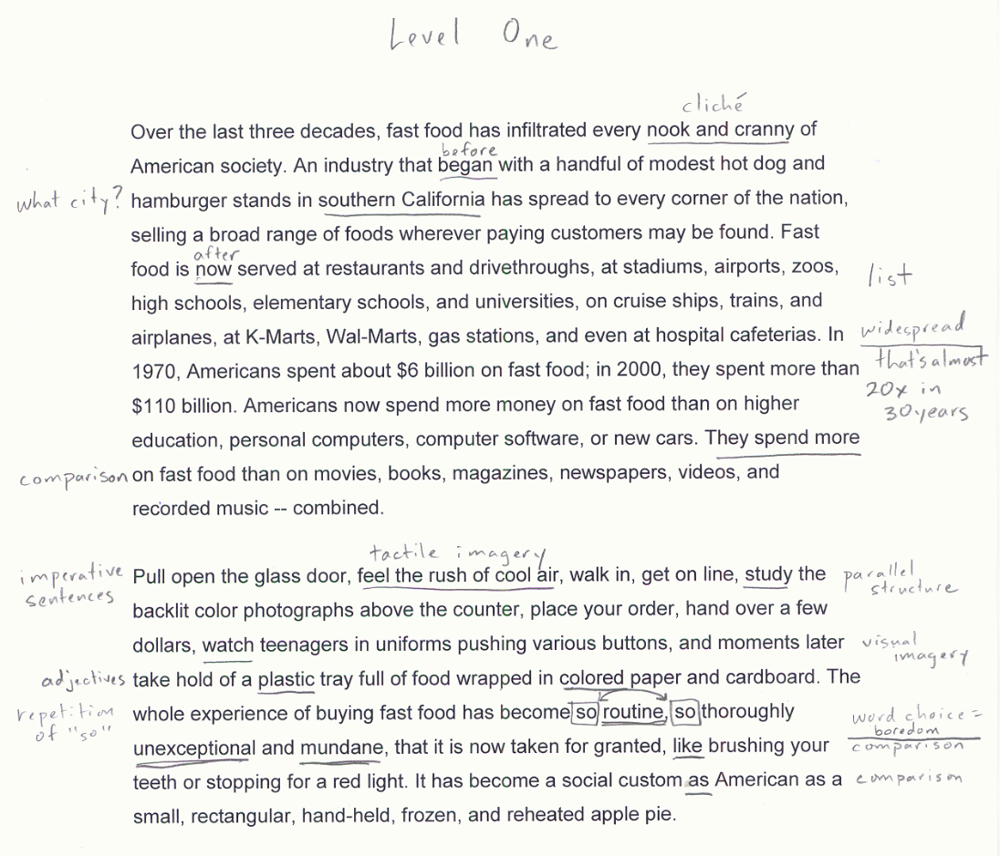 Level One
cliché
Over the last three decades, fast food has infiltrated every nook and cranny of
before
American society. An industry that began with a handful of modest hot dog and
what city? hamburger stands in southern California has spread to every corner of the nation,
selling a broad range of foods wherever paying customers may be found. Fast
after
food is now served at restaurants and drivethroughs, at stadiums, airports, zoos, list
high schools, elementary schools, and universities, on cruise ships, trains, and
airplanes, at K-Marts, Wal-Marts, gas stations, and even at hospital cafeterias. In widespread
1970, Americans spent about $6 billion on fast food; in 2000, they spent more than that's almost
$110 billion. Americans now spend more money on fast food than on higher 20x in
education, personal computers, computer software, or new cars. They spend more 30 years
comparison on fast food than on movies, books, magazines, newspapers, videos, and
recorded music -- combined.
tactile imagery
imperative Pull open the glass door, feel the rush of cool air, walk in, get on line, study the parallel
sentences structure
backlit color photographs above the counter, place your order, hand over a few
dollars, watch teenagers in uniforms pushing various buttons, and moments later visual
imagery
adjectives take hold of a plastic tray full of food wrapped in colored paper and cardboard. The
repetition whole experience of buying fast food has become so routine, so thoroughly word choice =
of "so" boredom
unexceptional and mundane, that it is now taken for granted, like brushing your comparison
teeth or stopping for a red light. It has become a social custom as American as a comparison
small, rectangular, hand-held, frozen, and reheated apple pie.